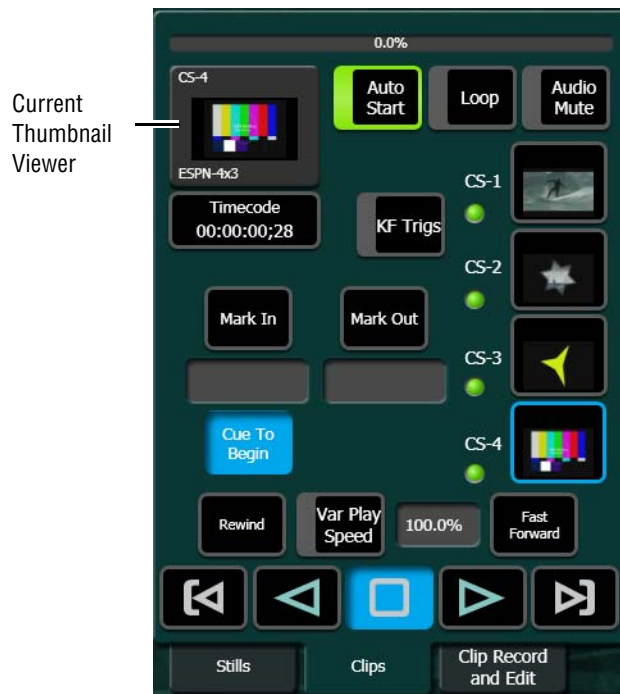 0.0%
Current
Thumbnail
Viewer
CS-4
ESPN-4x3
Auto
Start
Loop
Audio
Mute
Timecode
00:00:00;28
KF Trigs
CS-1
CS-2
Mark In
Mark Out
CS-3
Cue To
Begin
CS-4
Rewind
Var Play
Speed
100.0%
Fast
Forward
Stills
Clips
Clip Record
and Edit